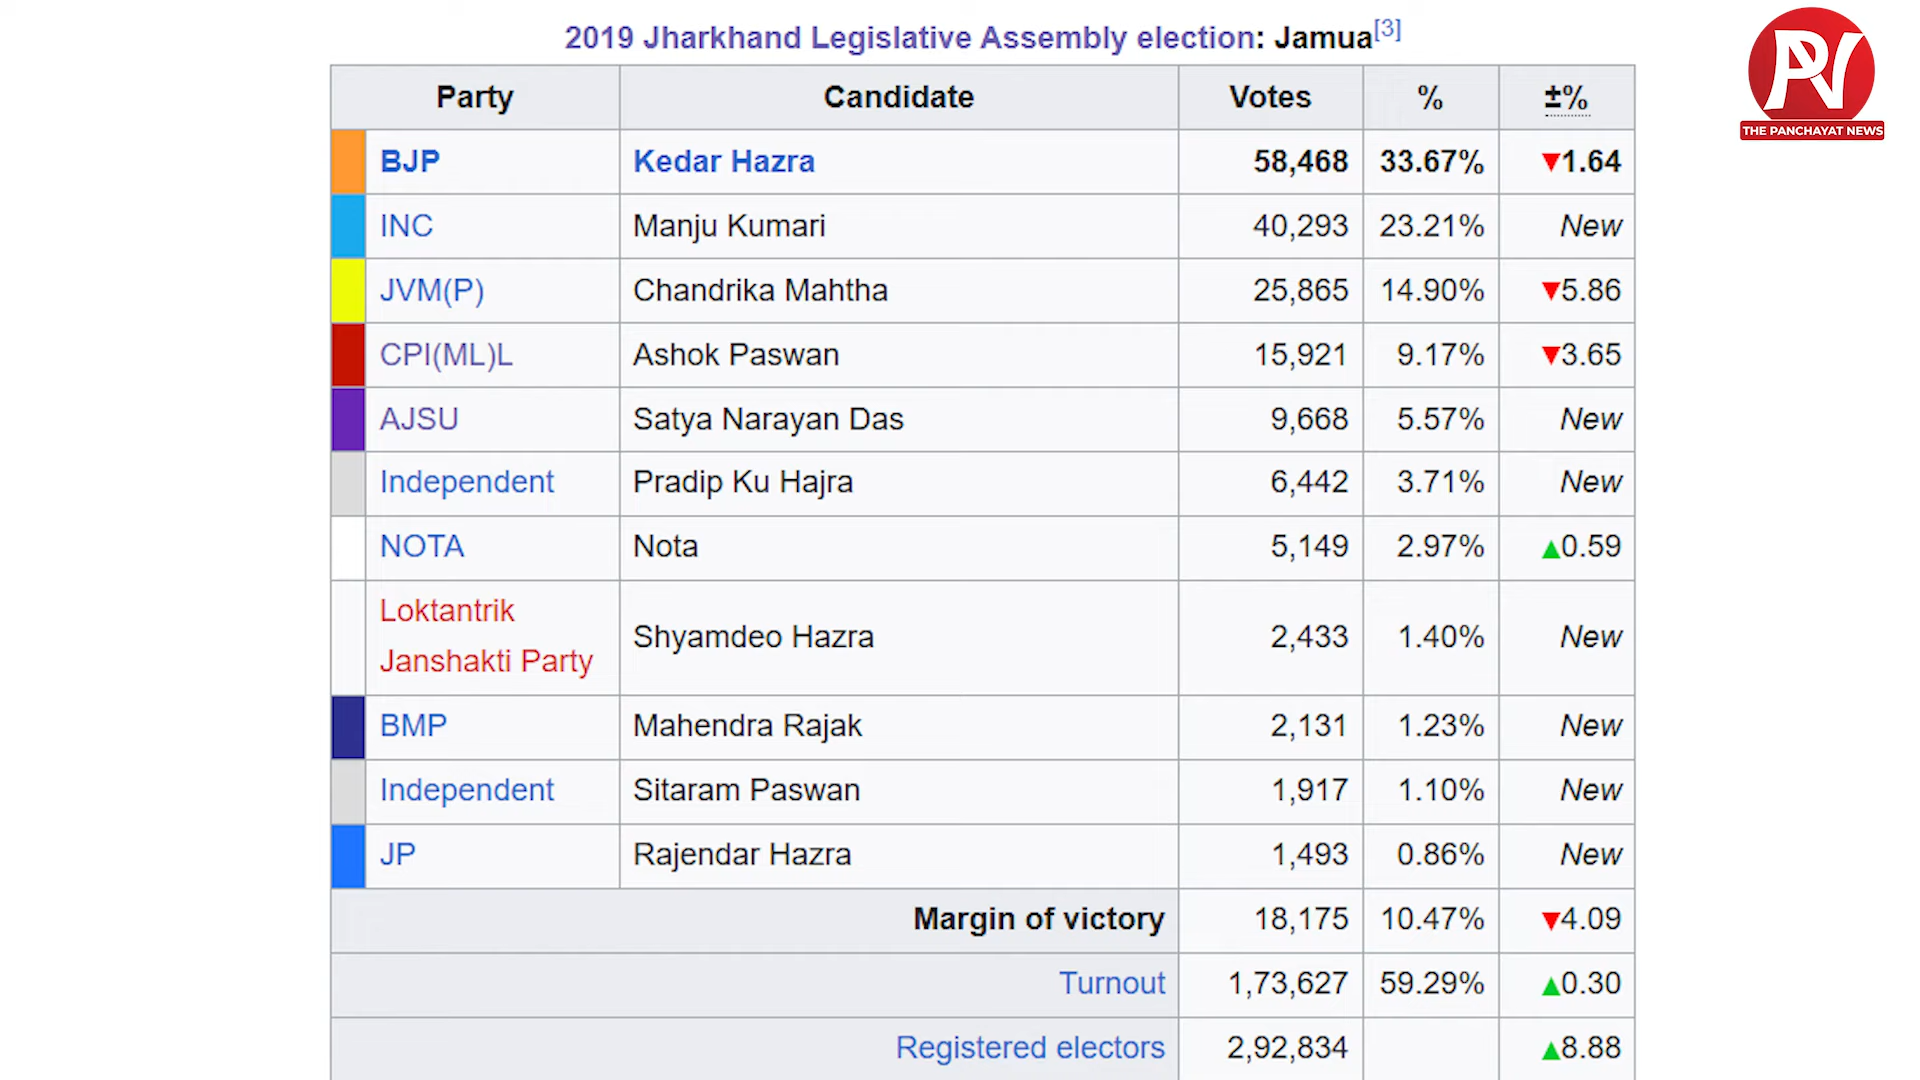 2019 Jharkhand Legislative Assembly election: Jamua[3]
PN
THE PANCHAYAT NEWS
Party Candidate Votes % ±%
BJP Kedar Hazra 58,468 33.67% ▼1.64
INC Manju Kumari 40,293 23.21% New
JVM(P) Chandrika Mahtha 25,865 14.90% ▼5.86
CPI(ML)L Ashok Paswan 15,921 9.17% ▼3.65
AJSU Satya Narayan Das 9,668 5.57% New
Independent Pradip Ku Hajra 6,442 3.71% New
NOTA Nota 5,149 2.97% ▲0.59
Loktantrik
Janshakti Party Shyamdeo Hazra 2,433 1.40% New
BMP Mahendra Rajak 2,131 1.23% New
Independent Sitaram Paswan 1,917 1.10% New
JP Rajendar Hazra 1,493 0.86% New
Margin of victory 18,175 10.47% ▼4.09
Turnout 1,73,627 59.29% ▲0.30
Registered electors 2,92,834 ▲8.88